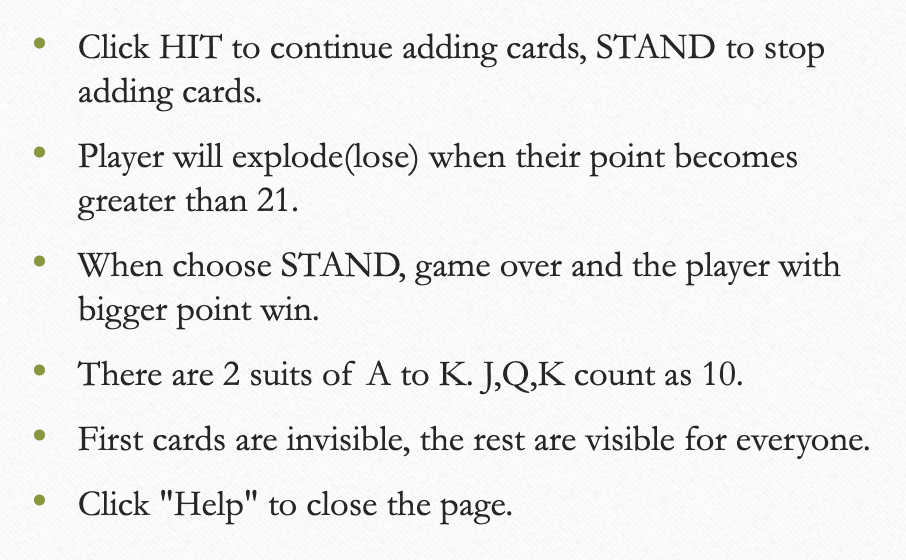 • Click HIT to continue adding cards, STAND to stop
adding cards.
• Player will explode(lose) when their point becomes
greater than 21.
• When choose STAND, game over and the player with
bigger point win.
• There are 2 suits of A to K. J,Q,K count as 10.
• First cards are invisible, the rest are visible for everyone.
• Click "Help" to close the page.